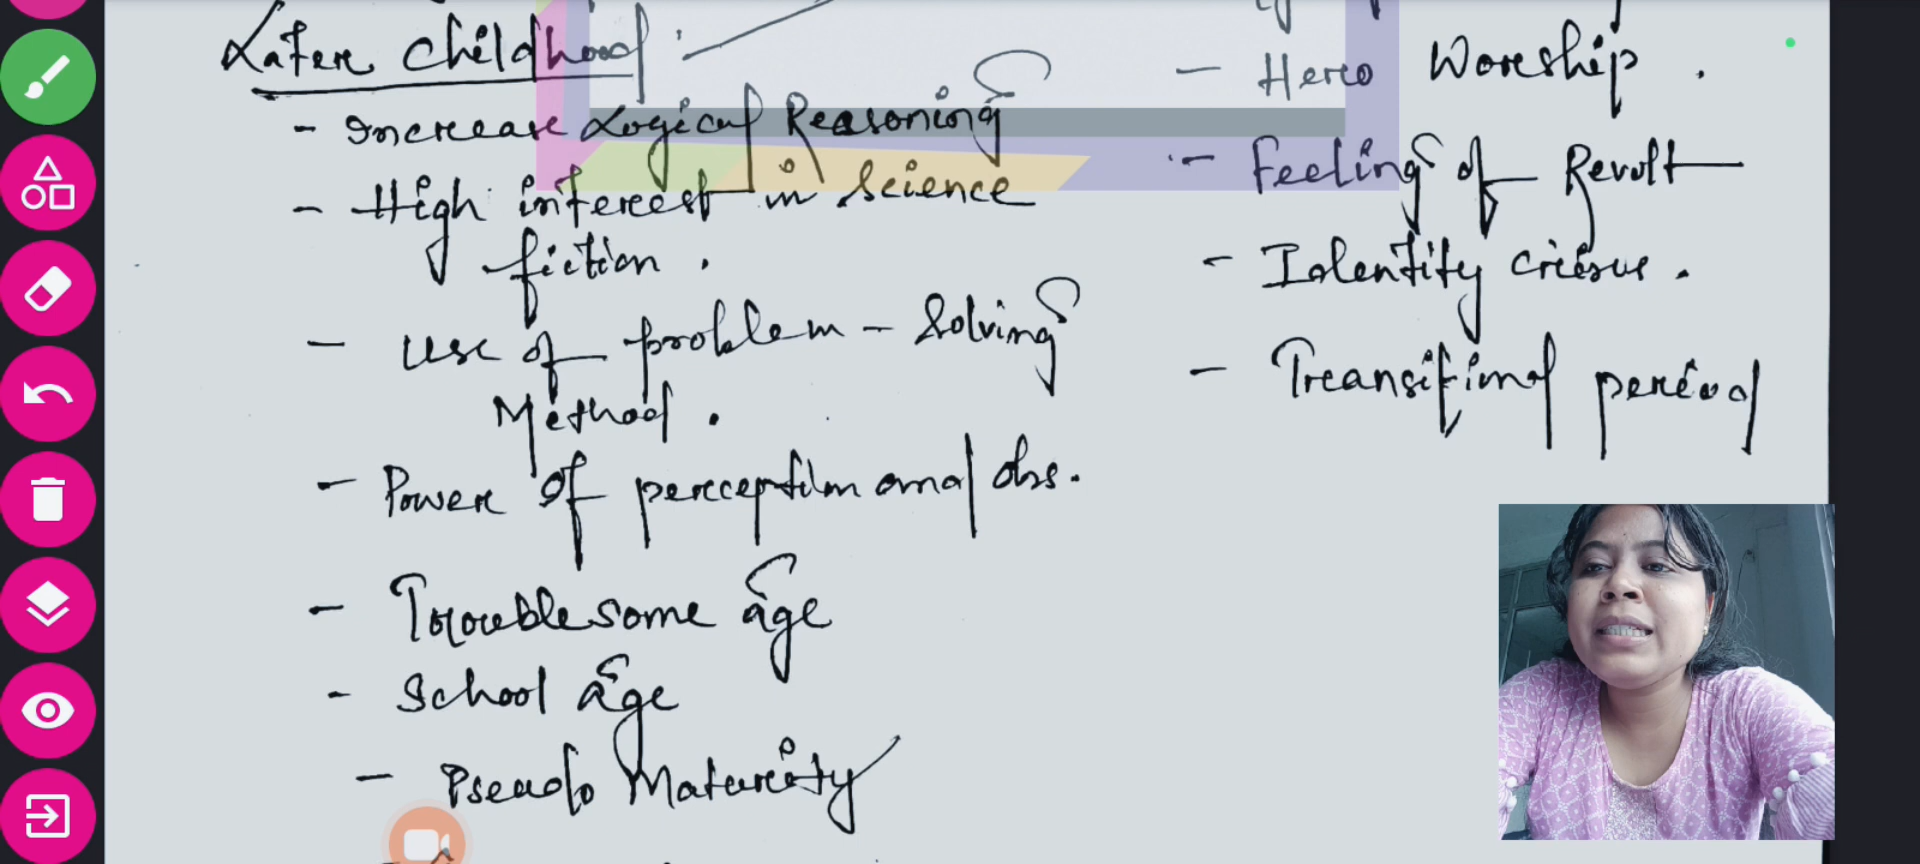 Later Childhood :
- Increase Logical Reasoning
- High interest in science
fiction .
- Use of problem - Solving
Method .
- Power of perception and obs.
- Troublesome age
- School age
- Pseudo Maturity
- Hero Worship .
- Feeling of Revolt
- Identity
- Transitional period